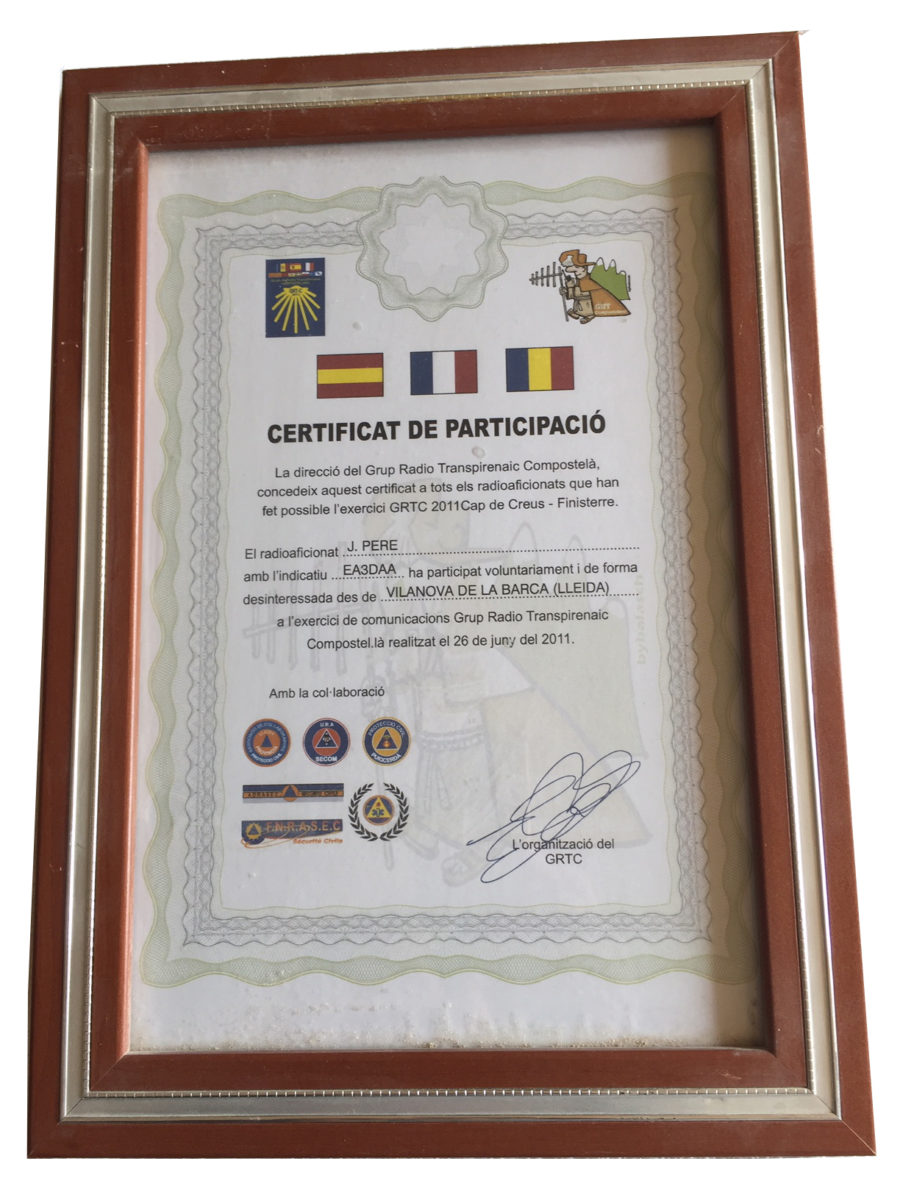 CERTIFICAT DE PARTICIPACIÓ
La direcció del Grup Radio Transpirenaic Compostelà,
concedeix aquest certificat a tots els radioaficionats que han
fet possible l'exercici GRTC 2011Cap de Creus - Finisterre.
El radioaficionat J. PERE
amb l'indicatiu EA3DAA ha participat voluntariament i de forma
desinteressada des de VILANOVA DE LA BARCA (LLEIDA)
a l'exercici de comunicacions Grup Radio Transpirenaic
Compostel.là realitzat el 26 de juny del 2011.
Amb la col·laboració
U.R.A
SECOM
PROTECCIO CIVIL
PUIGCERDA
F.N.R.A.S.E.C
Sécurité Civile
L'organització del
GRTC